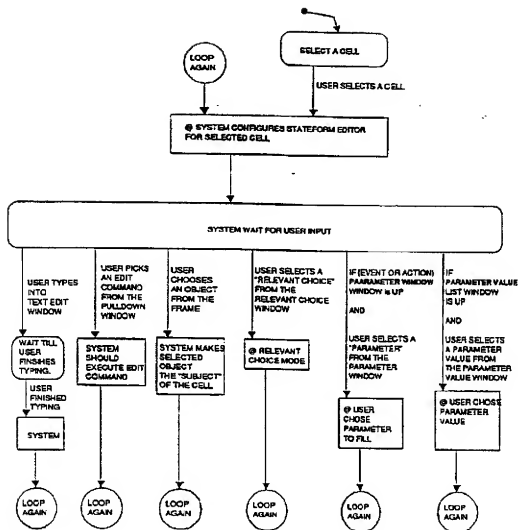 SELECT A CELL
LOOP
AGAIN
USER SELECTS A CELL
@ SYSTEM CONFIGURES STATEFORM EDITOR
FOR SELECTED CELL
SYSTEM WAIT FOR USER INPUT
USER TYPES
INTO
TEXT EDIT
WINDOW
USER PICKS
AN EDIT
COMMAND
FROM THE
PULLDOWN
WINDOW
USER
CHOOSES
AN OBJECT
FROM THE
FRAME
USER SELECTS A
"RELEVANT CHOICE"
FROM THE
RELEVANT CHOICE
WINDOW
IF (EVENT OR ACTION)
PAARAMETER WINDOW
WINDOW is UP
AND
USER SELECTS A
"PARAMETER"
FROM THE
PARAMETER
WINDOW
IF
PARAMETER VALUE
LIST WINDOW
IS UP
AND
USER SELECTS
A PARAMETER
VALUE FROM
THE PARAMETER
VALUE WINDOW
WAIT TILL
USER
FINSHES
TYPING.
USER
FINISHED
TYPING
SYSTEM
SYSTEM
SHOULD
EXECUTE EDIT
COMMAND
SYSTEM MAKES
SELECTED
OBJECT
THE "SUBJECT"
OF THE CELL
@ RELEVANT
CHOICE MODE
@ USER
CHOSE
PARAMETER
TO FILL
@ USER CHOSE
PARAMETER
VALUE
LOOP
AGAIN
LOOP
AGAIN
LOOP
AGAIN
LOOP
AGAIN
LOOP
AGAIN
LOOP
AGAIN